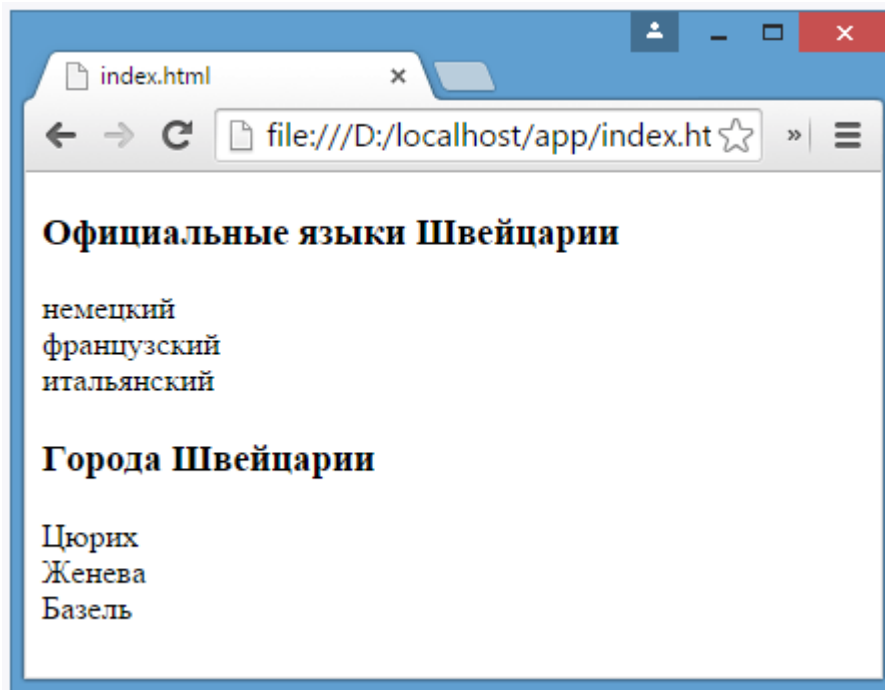 index.html
file:///D:/localhost/app/index.ht
Официальные языки Швейцарии
немецкий
французский
итальянский
Города Швейцарии
Цюрих
Женева
Базель